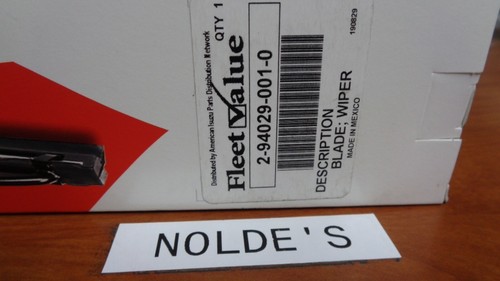 Distributed by American Isuzu Parts Distribution Network
QTY 1
Fleet Value
2-94029-001-0
190829
DESCRIPTION
BLADE; WIPER
MADE IN MEXICO
NOLDE'S